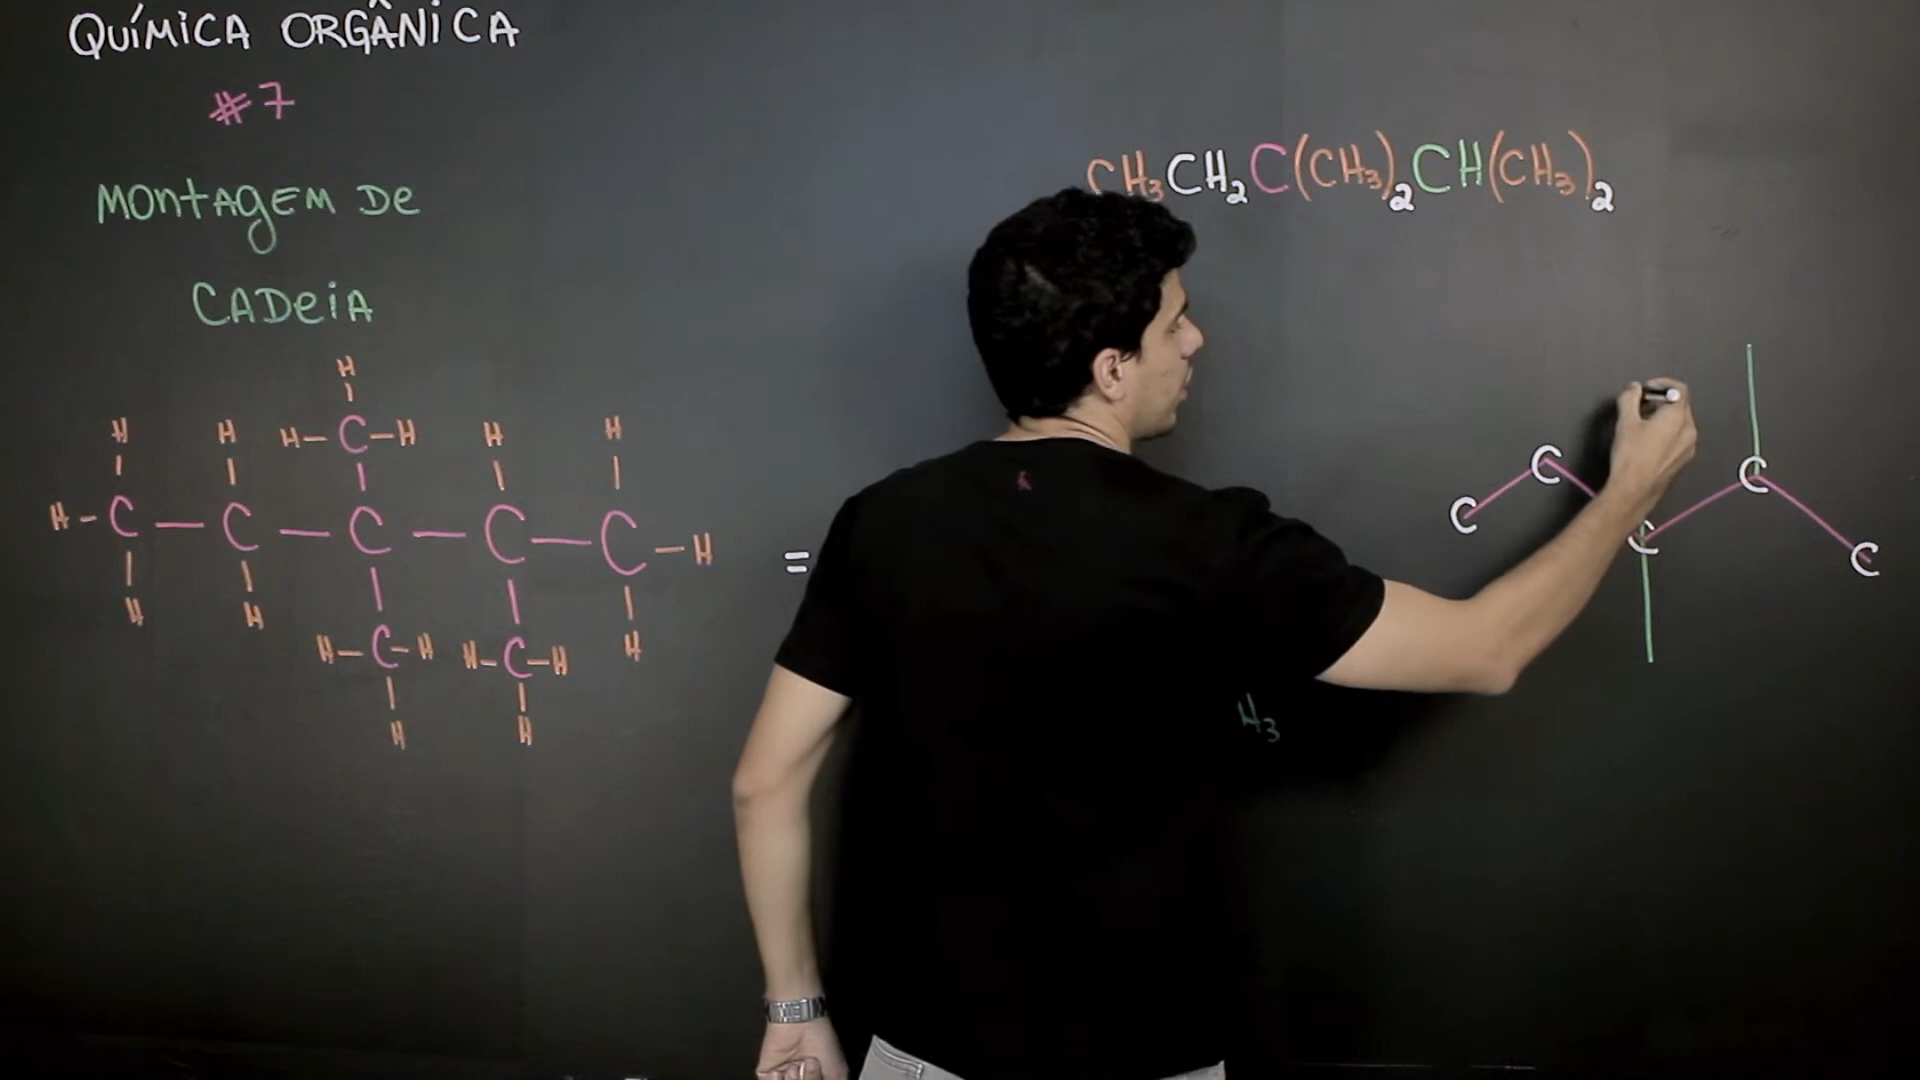 QUÍMICA ORGÂNICA
#7
MONTAGEM DE
CADEIA
CH₃CH₂C(CH₃)₂CH(CH₃)₂
H
H H H-C-H H H
H-C-C-C-C-C-H
H H H-C-H H-C-H H
H H
=
H₃
C C C C C